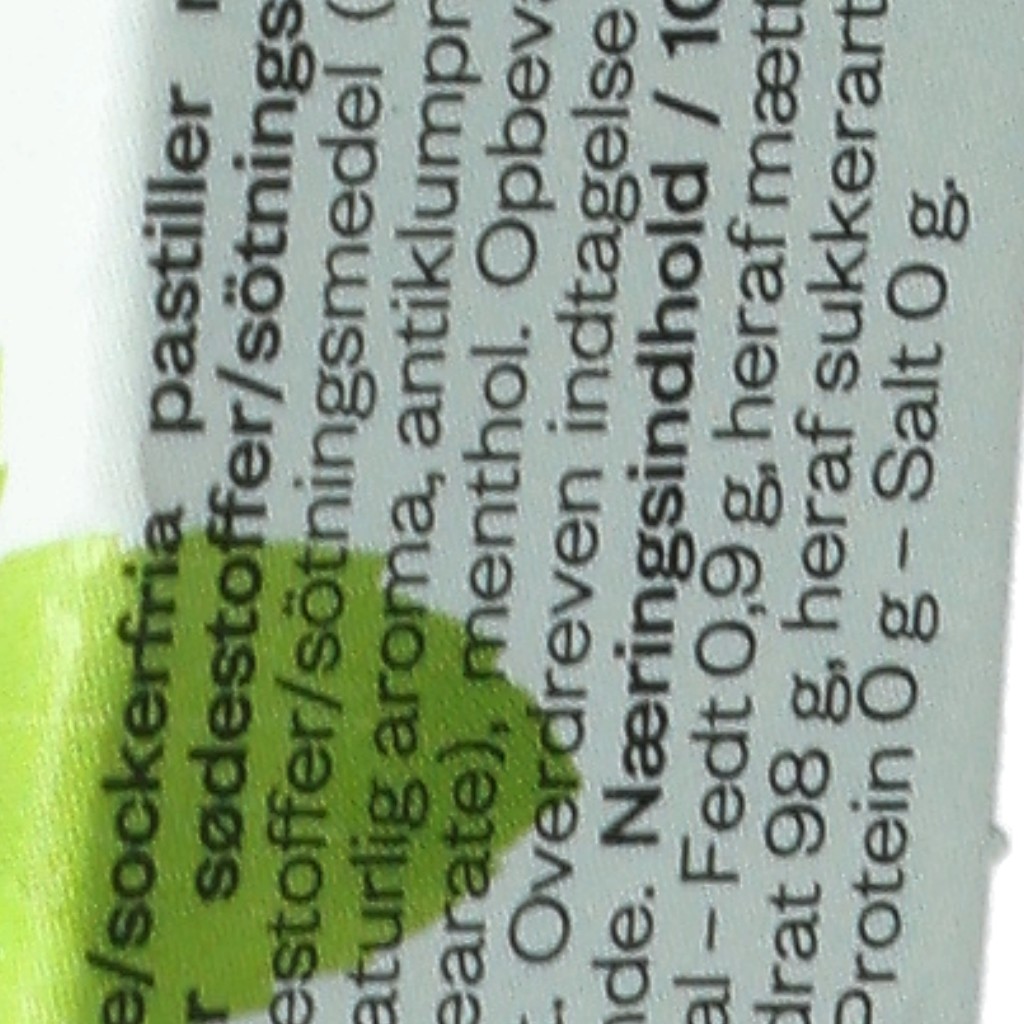 e/sockerfria pastiller
r sødestoffer/sötnings
estoffer/sötningsmedel (
aturlig aroma, antiklumpr
earate), menthol. Opbeva
. Overdreven indtagelse
nde. Næringsindhold / 10
al – Fedt 0,9 g, heraf mætt
drat 98 g, heraf sukkerart
Protein 0 g – Salt 0 g.